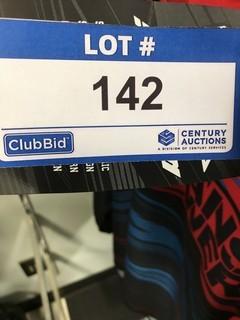 LOT #
142
ClubBid
CENTURY
AUCTIONS
A DIVISION OF CENTURY SERVICES